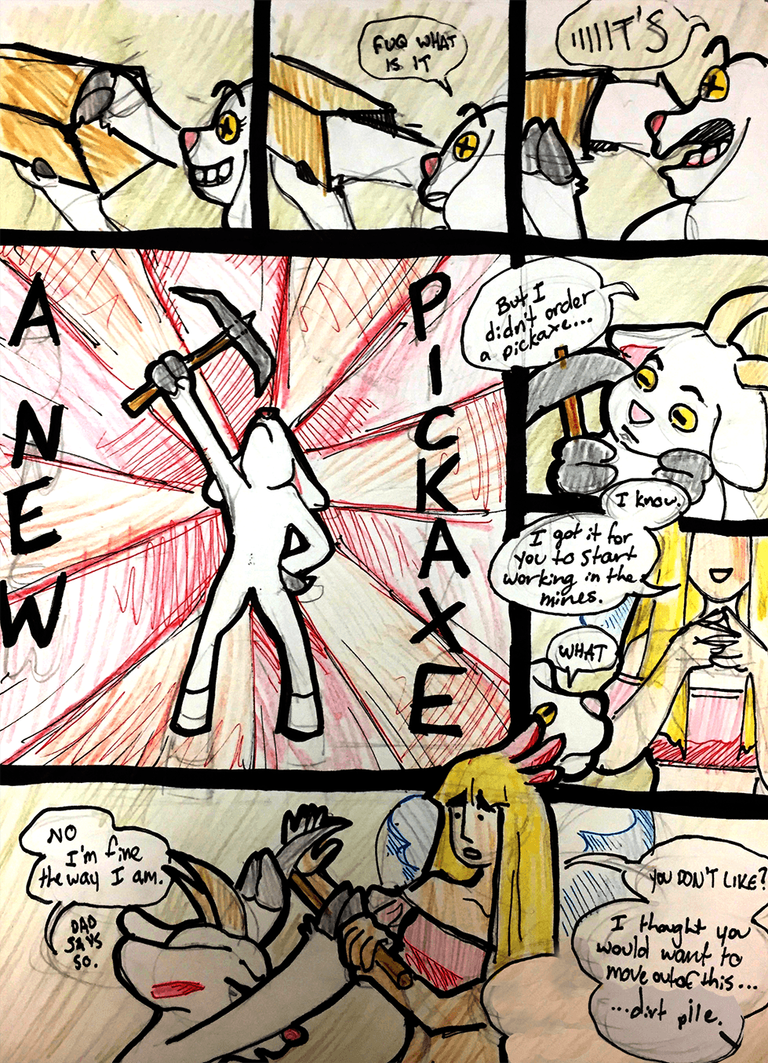 FUQ WHAT
IS IT
IIIIIIT'S
A NEW
PICKAXE
But I
didn't order
a pickaxe...
I know.
I got it for
you to start
working in the
mines.
WHAT
NO
I'm fine
the way I am.
DAD
SAYS
SO.
YOU DON'T LIKE?
I thought you
would want to
move out of this...
...dirt pile.